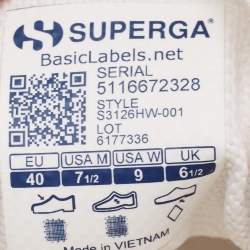 SUPERGA®
BasicLabels.net
SERIAL
5116672328
STYLE
S3126HW-001
LOT
6177336
EU USA M USA W UK
40 7 1/2 9 6 1/2
Made in VIETNAM